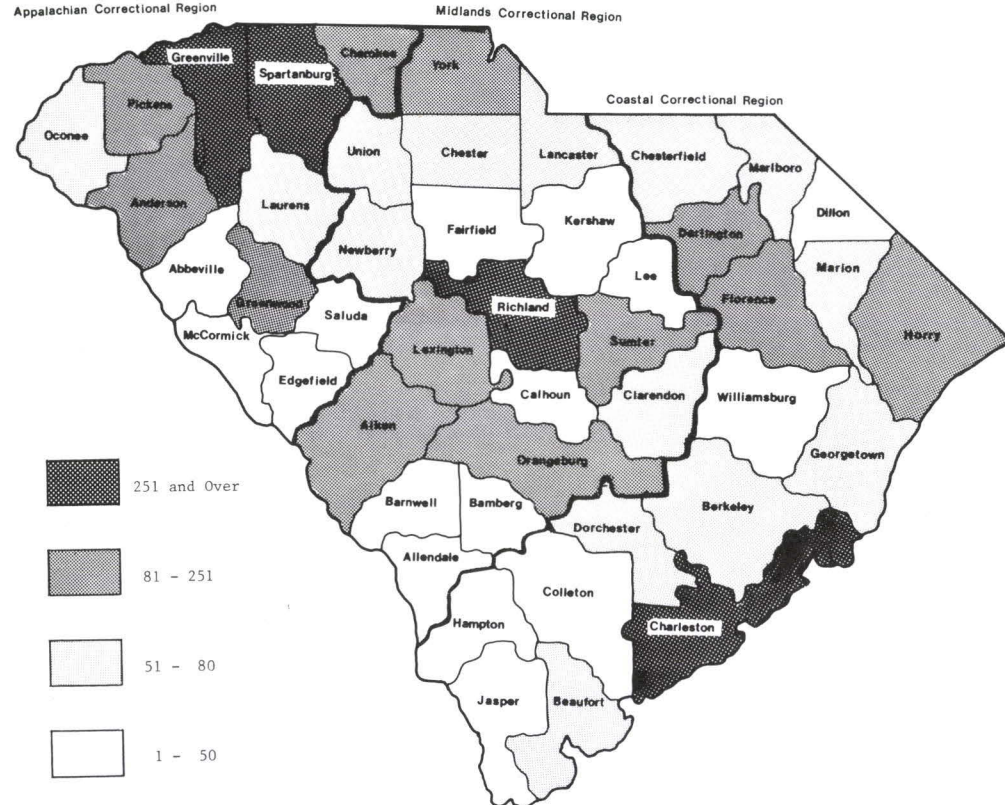 Appalachian Correctional Region
Midlands Correctional Region
Coastal Correctional Region
Greenville
Spartanburg
Cherokee
York
Pickens
Oconee
Union
Chester
Lancaster
Chesterfield
Marlboro
Anderson
Laurens
Dillon
Fairfield
Kershaw
Darlington
Newberry
Abbeville
Lee
Marion
Greenwood
Richland
Florence
Saluda
McCormick
Lexington
Sumter
Horry
Edgefield
Calhoun
Clarendon
Williamsburg
Aiken
Orangeburg
Georgetown
Barnwell
Bamberg
Berkeley
Dorchester
Allendale
Colleton
Hampton
Charleston
Jasper
Beaufort
251 and Over
81 - 251
51 - 80
1 - 50